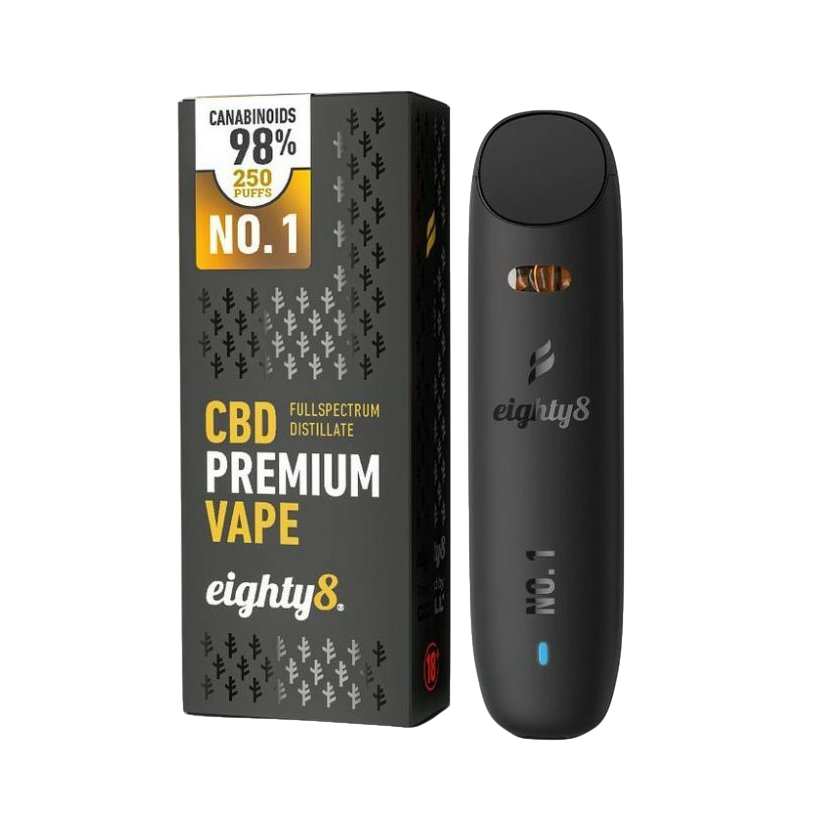 CANABINOIDS
98%
250
PUFFS
NO. 1
CBD FULLSPECTRUM
DISTILLATE
PREMIUM
VAPE
eighty8®
18+
eighty8
NO. 1